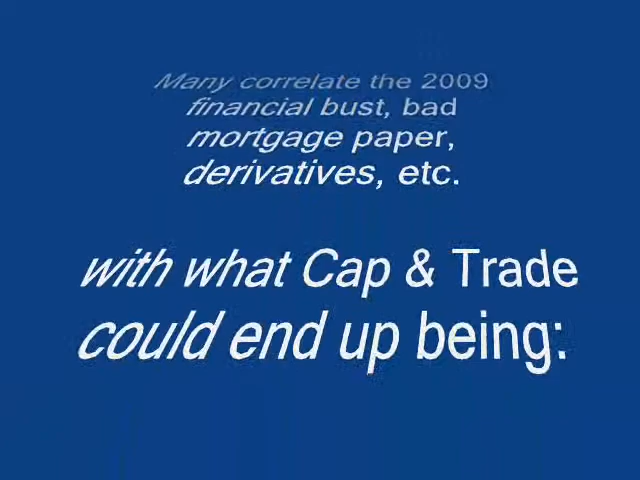 Many correlate the 2009
financial bust, bad
mortgage paper,
derivatives, etc.
with what Cap & Trade
could end up being: